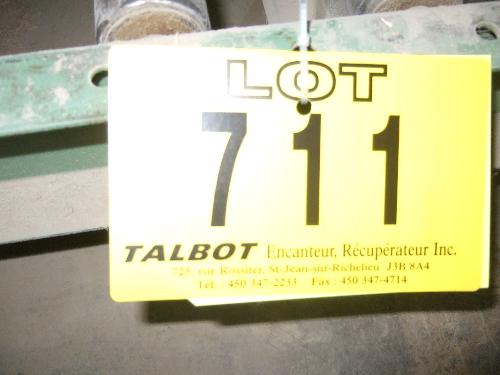 LOT
711
TALBOT Encanteur, Récupérateur Inc.
725, rue Rossiter, St-Jean-sur-Richelieu J3B 8A4
Tél.: 450 347-2233 Fax : 450 347-4714